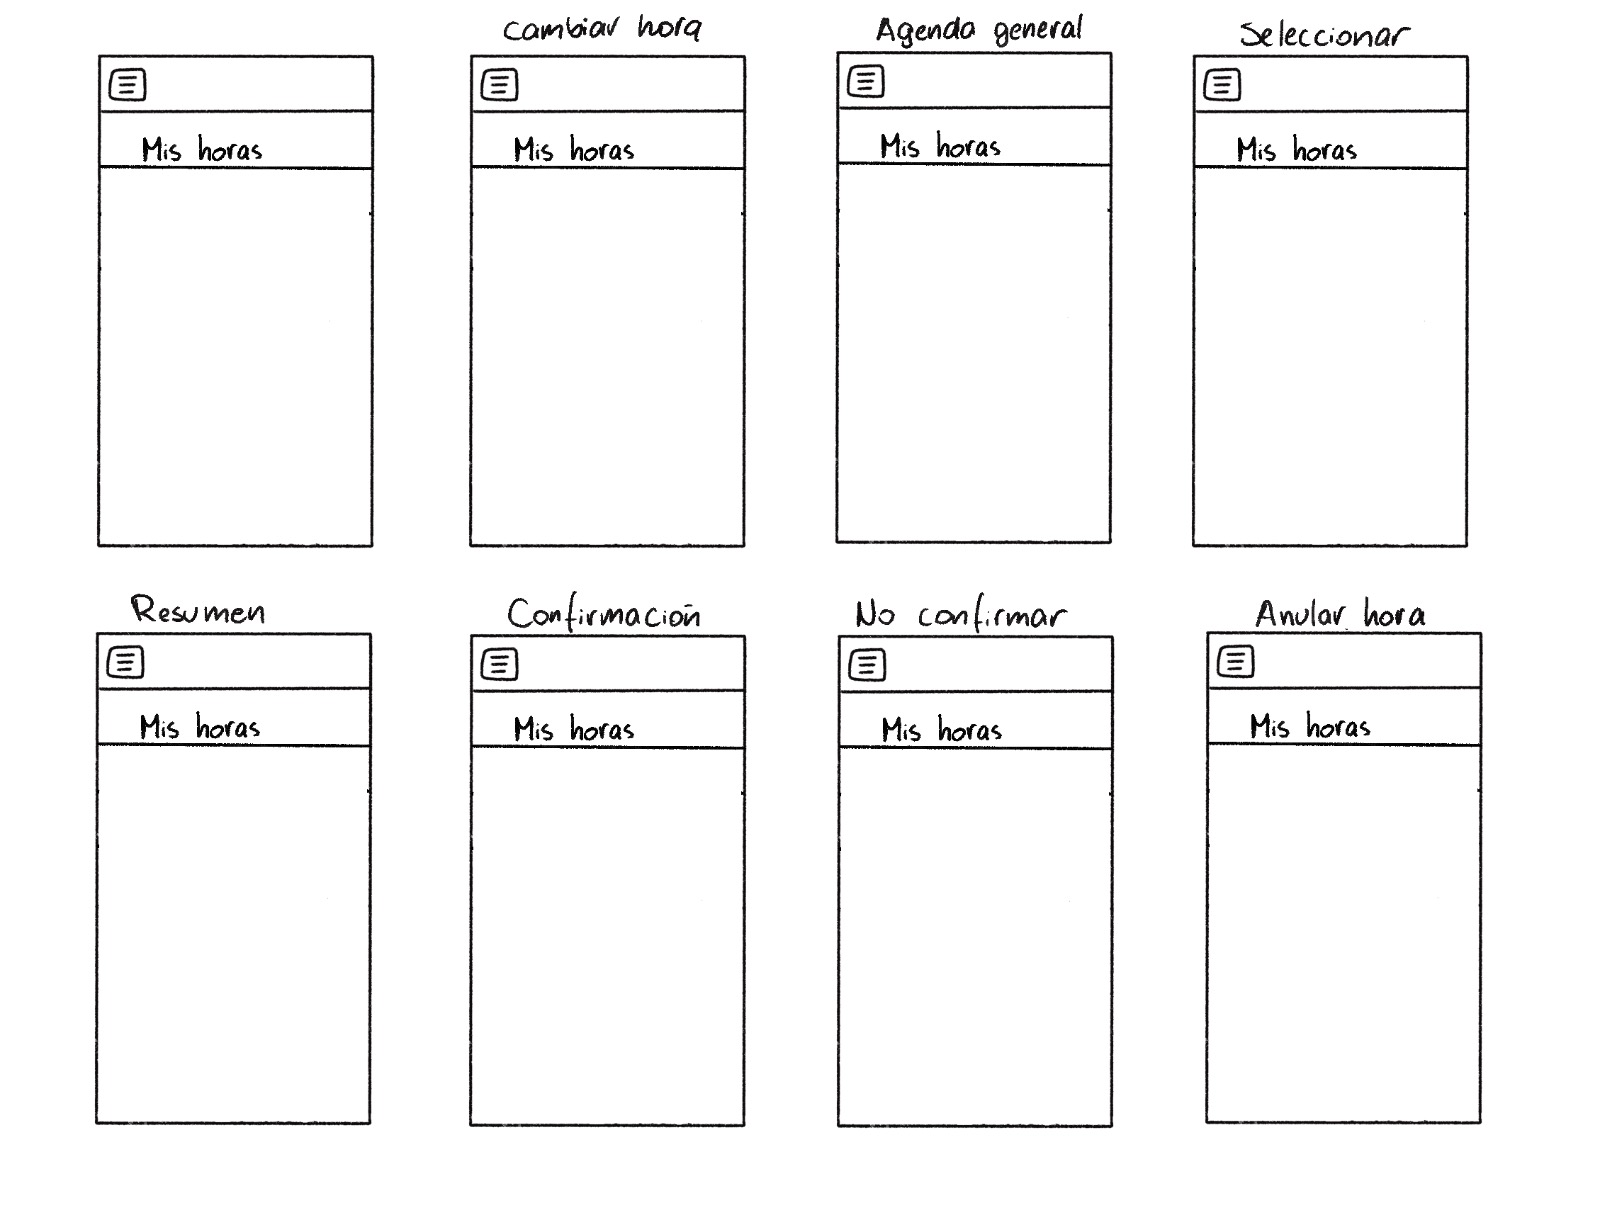 Cambiar hora
Agenda general
Seleccionar
Mis horas
Mis horas
Mis horas
Mis horas
Resumen
Confirmación
No confirmar
Anular hora
Mis horas
Mis horas
Mis horas
Mis horas